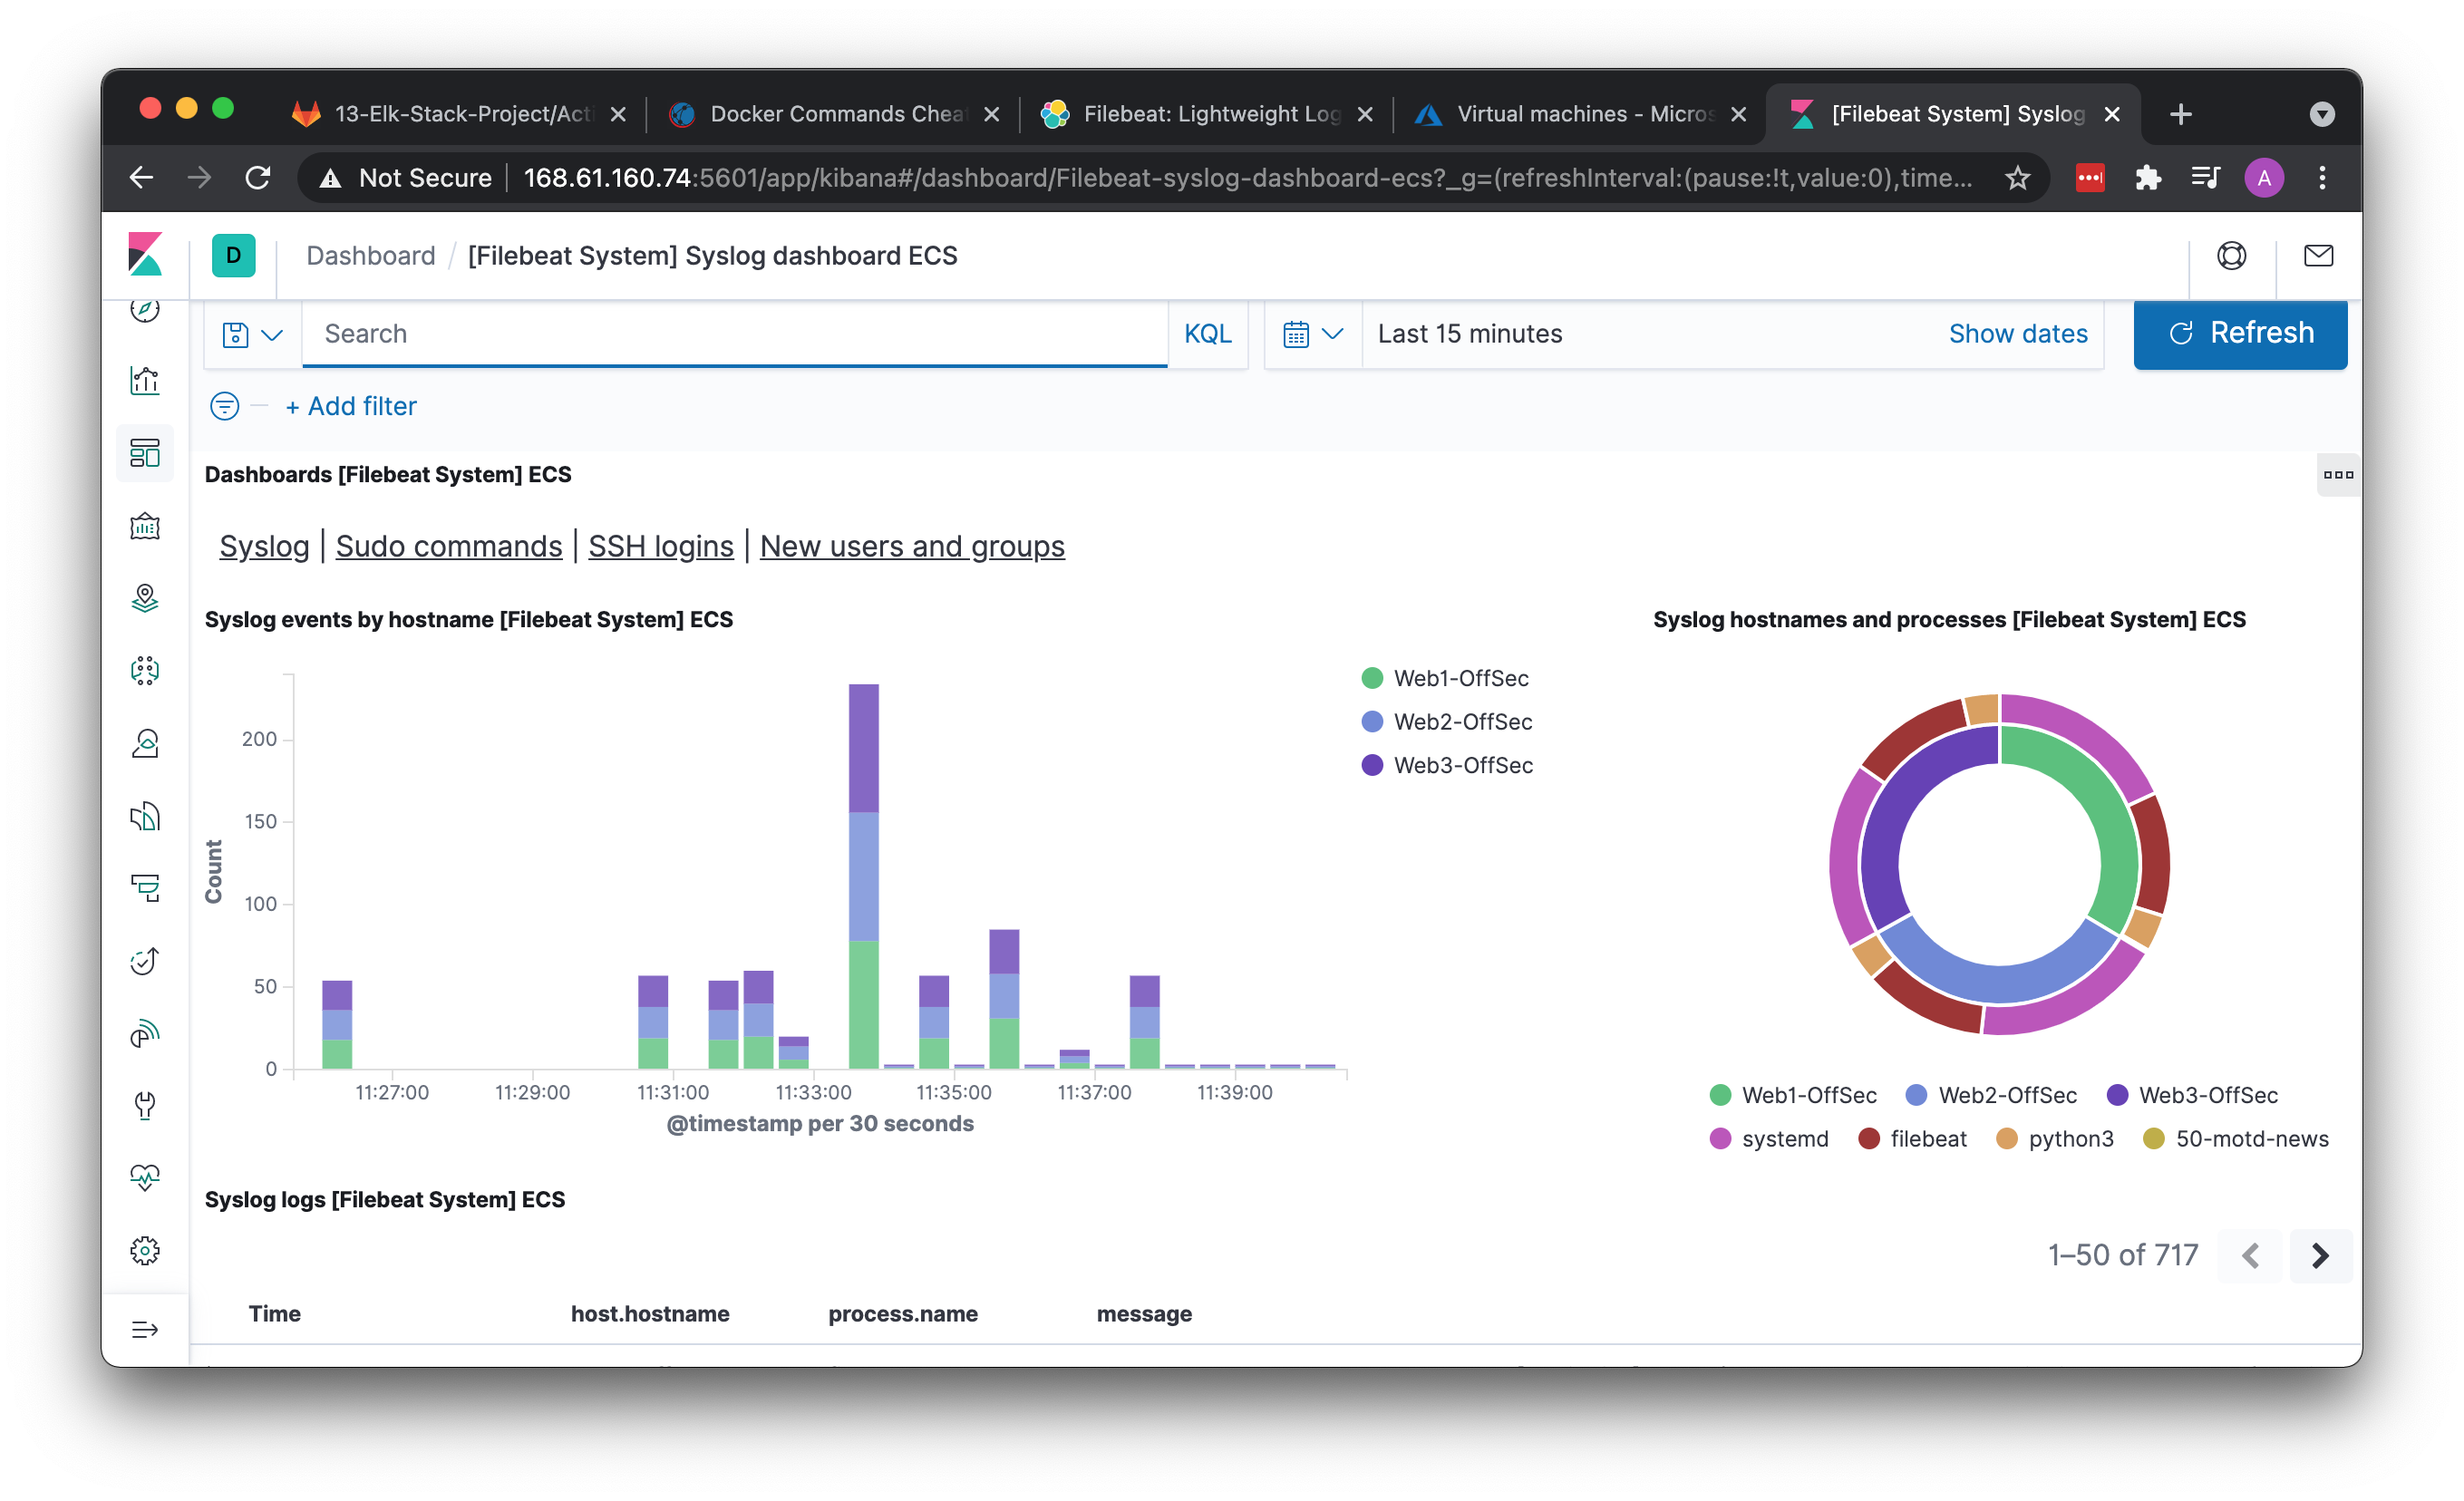 13-Elk-Stack-Project/Acti
Docker Commands Cheat
Filebeat: Lightweight Log
Virtual machines - Micros
[Filebeat System] Syslog
Not Secure
168.61.160.74:5601/app/kibana#/dashboard/Filebeat-syslog-dashboard-ecs?_g=(refreshInterval:(pause:!t,value:0),time...
A
D
Dashboard / [Filebeat System] Syslog dashboard ECS
Search
KQL
Last 15 minutes
Show dates
Refresh
+ Add filter
Dashboards [Filebeat System] ECS
Syslog | Sudo commands | SSH logins | New users and groups
Syslog events by hostname [Filebeat System] ECS
Count
200
150
100
50
0
11:27:00
11:29:00
11:31:00
11:33:00
11:35:00
11:37:00
11:39:00
@timestamp per 30 seconds
Web1-OffSec
Web2-OffSec
Web3-OffSec
Syslog hostnames and processes [Filebeat System] ECS
Web1-OffSec Web2-OffSec Web3-OffSec
systemd filebeat python3 50-motd-news
Syslog logs [Filebeat System] ECS
1–50 of 717
Time host.hostname process.name message